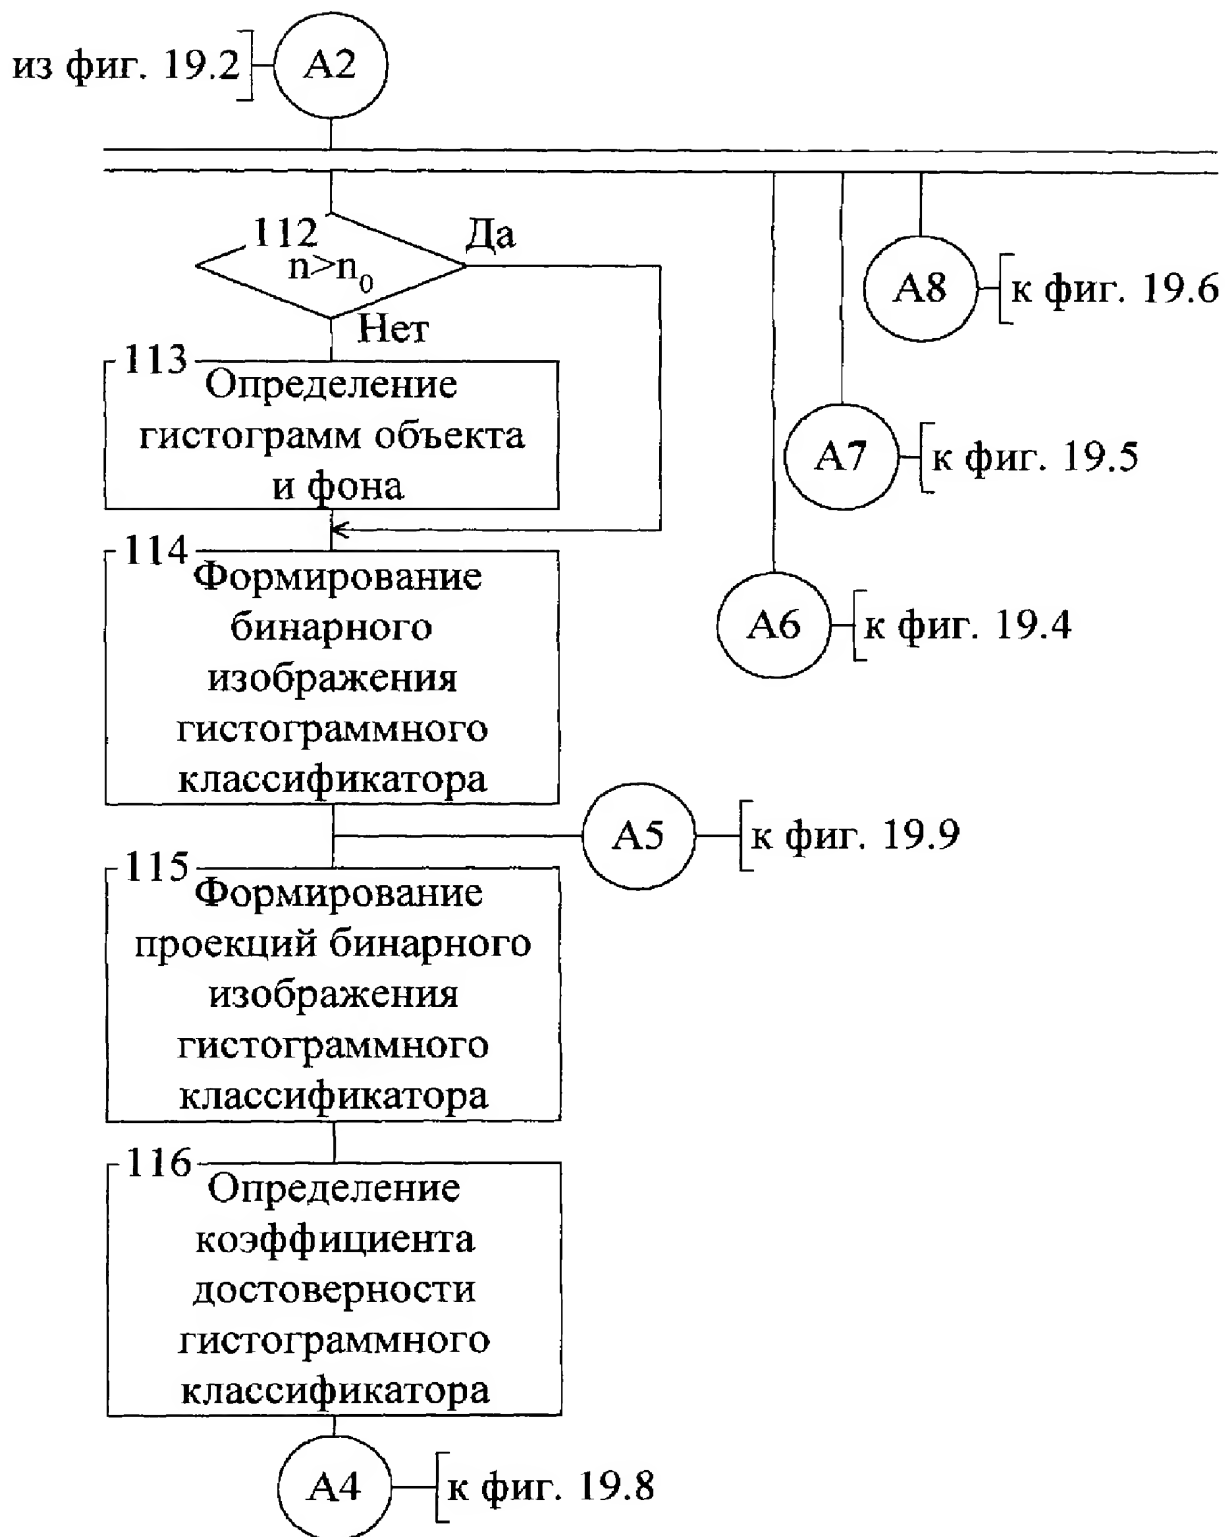 из фиг. 19.2
A2
112
n>n₀
Да
Нет
A8
к фиг. 19.6
113
Определение
гистограмм объекта
и фона
A7
к фиг. 19.5
114
Формирование
бинарного
изображения
гистограммного
классификатора
A6
к фиг. 19.4
A5
к фиг. 19.9
115
Формирование
проекций бинарного
изображения
гистограммного
классификатора
116
Определение
коэффициента
достоверности
гистограммного
классификатора
A4
к фиг. 19.8